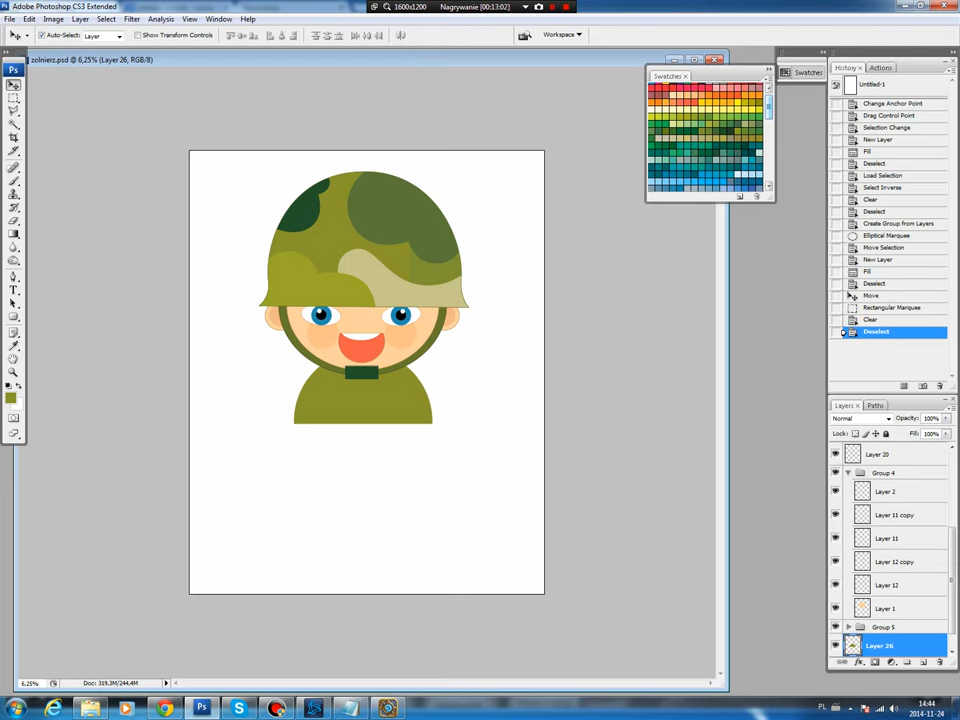 Adobe Photoshop CS3 Extended
1600x1200 Nagrywanie [00:13:02]
File Edit Image Layer Select Filter Analysis View Window Help
Auto-Select: Layer Show Transform Controls Workspace
zolnierz.psd @ 6,25% (Layer 26, RGB/8)
Swatches x
Swatches
History x Actions
Untitled-1
Change Anchor Point
Drag Control Point
Selection Change
New Layer
Fill
Deselect
Load Selection
Select Inverse
Clear
Deselect
Create Group from Layers
Elliptical Marquee
Move Selection
New Layer
Fill
Deselect
Move
Rectangular Marquee
Clear
Deselect
Layers x Paths
Normal Opacity: 100%
Lock: Fill: 100%
Layer 20
Group 4
Layer 2
Layer 11 copy
Layer 11
Layer 12 copy
Layer 12
Layer 1
Group 5
Layer 26
6,25% Doc: 319,3M/244,4M
PL 14:44
2014-11-24